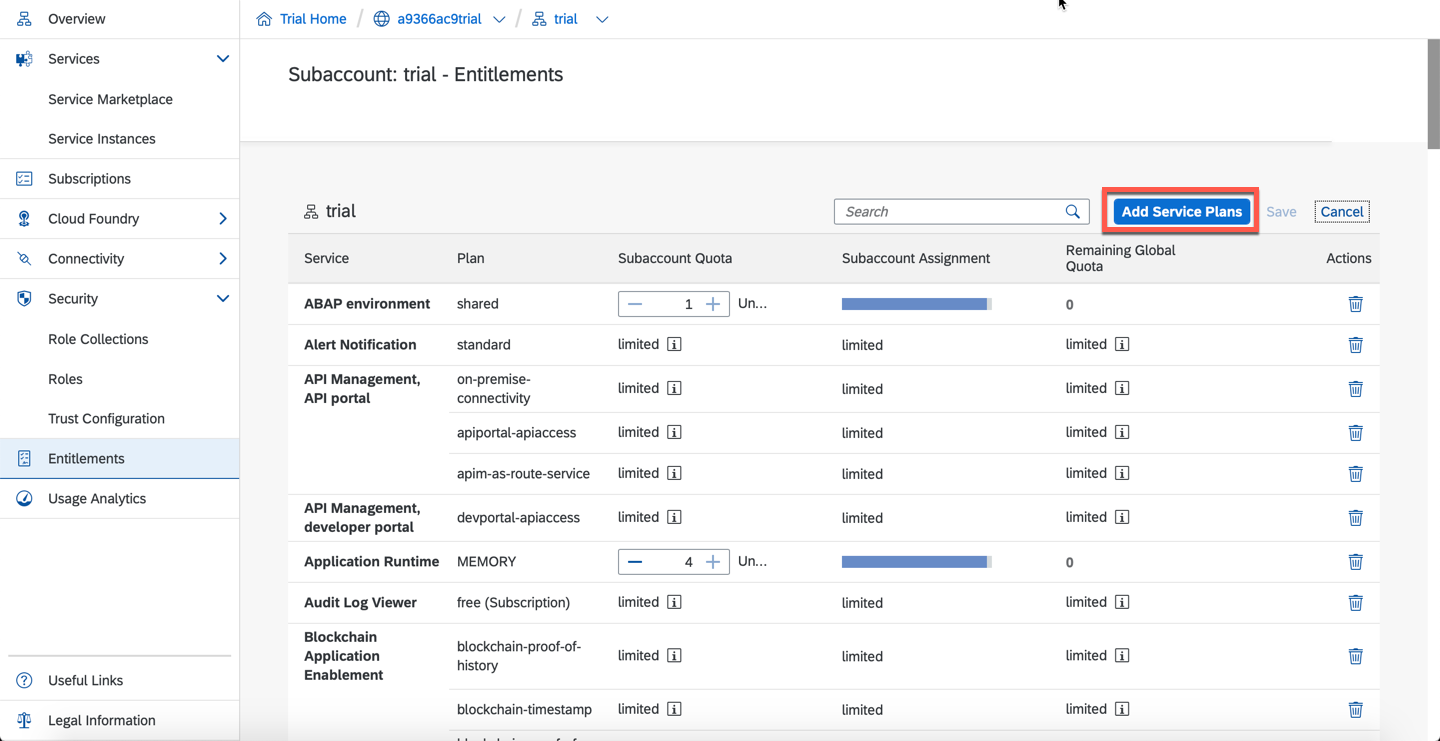 Overview
Services
Service Marketplace
Service Instances
Subscriptions
Cloud Foundry
Connectivity
Security
Role Collections
Roles
Trust Configuration
Entitlements
Usage Analytics
Useful Links
Legal Information
Trial Home / a9366ac9trial / trial
Subaccount: trial - Entitlements
trial Search Add Service Plans Save Cancel
Service Plan Subaccount Quota Subaccount Assignment Remaining Global Actions
Quota
ABAP environment shared 1 Un... 0
Alert Notification standard limited limited limited
API Management, on-premise-
API portal connectivity limited limited limited
apiportal-apiaccess limited limited limited
apim-as-route-service limited limited limited
API Management,
developer portal devportal-apiaccess limited limited limited
Application Runtime MEMORY 4 Un... 0
Audit Log Viewer free (Subscription) limited limited limited
Blockchain
Application blockchain-proof-of-
Enablement history limited limited limited
blockchain-timestamp limited limited limited